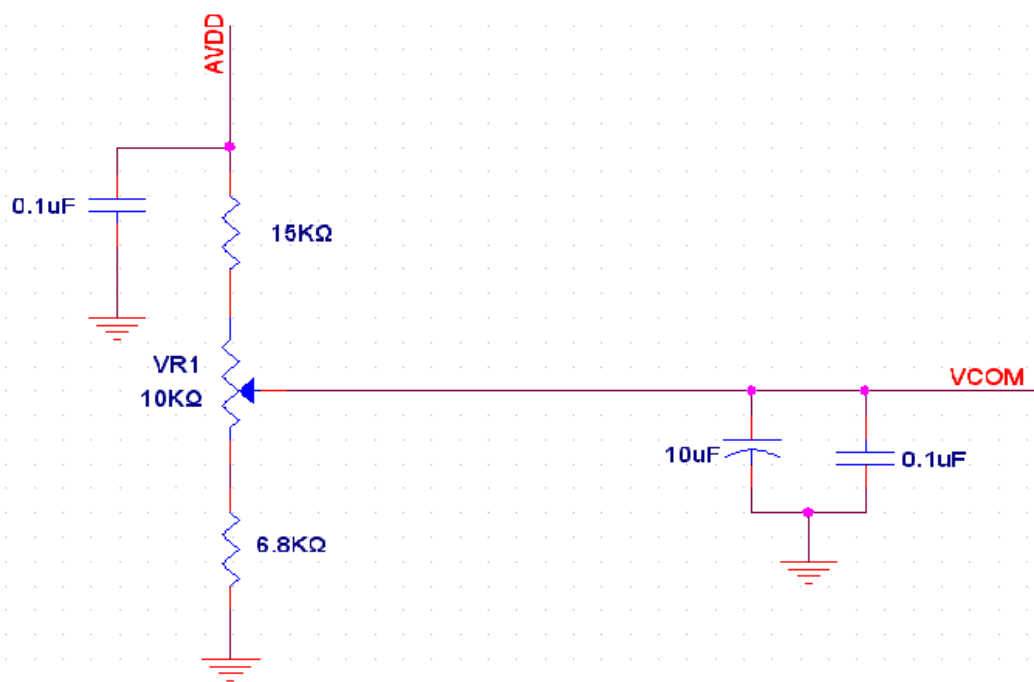 AVDD
0.1uF
15KΩ
VR1
10KΩ
VCOM
10uF
0.1uF
6.8KΩ